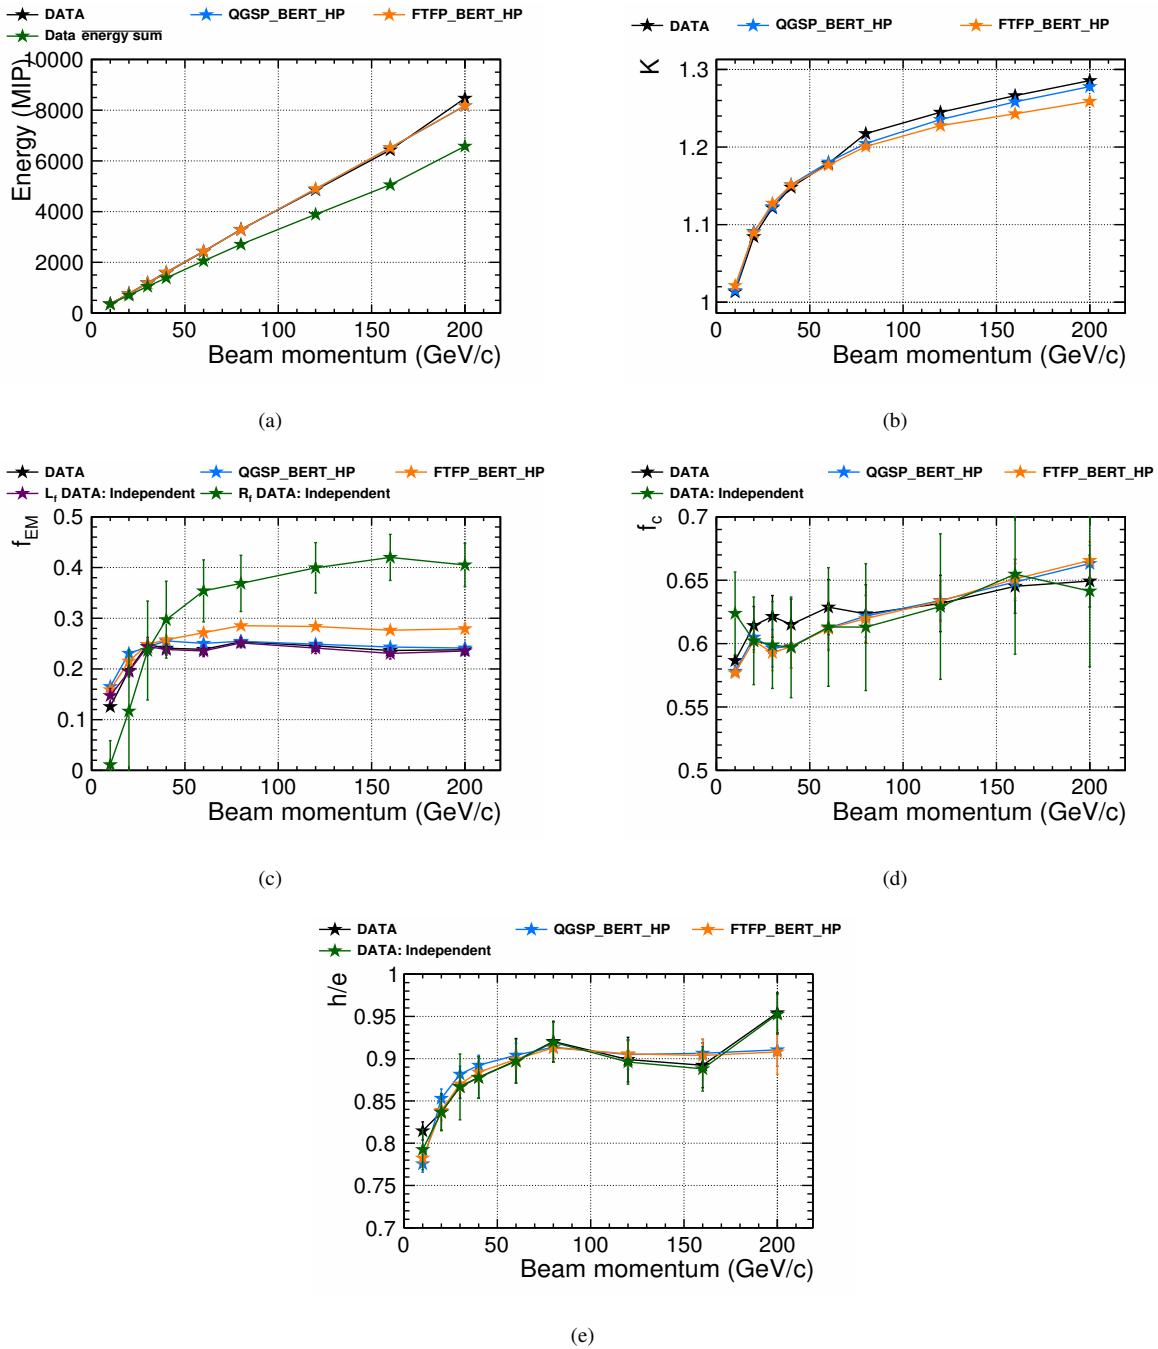 DATA QGSP_BERT_HP FTFP_BERT_HP
Data energy sum
Energy (MIP)
10000
8000
6000
4000
2000
0
0 50 100 150 200
Beam momentum (GeV/c)
(a)
DATA QGSP_BERT_HP FTFP_BERT_HP
K
1.3
1.2
1.1
1
0 50 100 150 200
Beam momentum (GeV/c)
(b)
DATA QGSP_BERT_HP FTFP_BERT_HP
L_f DATA: Independent R_f DATA: Independent
f_EM
0.5
0.4
0.3
0.2
0.1
0
0 50 100 150 200
Beam momentum (GeV/c)
(c)
DATA QGSP_BERT_HP FTFP_BERT_HP
DATA: Independent
f_c
0.7
0.65
0.6
0.55
0.5
0 50 100 150 200
Beam momentum (GeV/c)
(d)
DATA QGSP_BERT_HP FTFP_BERT_HP
DATA: Independent
h/e
1
0.95
0.9
0.85
0.8
0.75
0.7
0 50 100 150 200
Beam momentum (GeV/c)
(e)